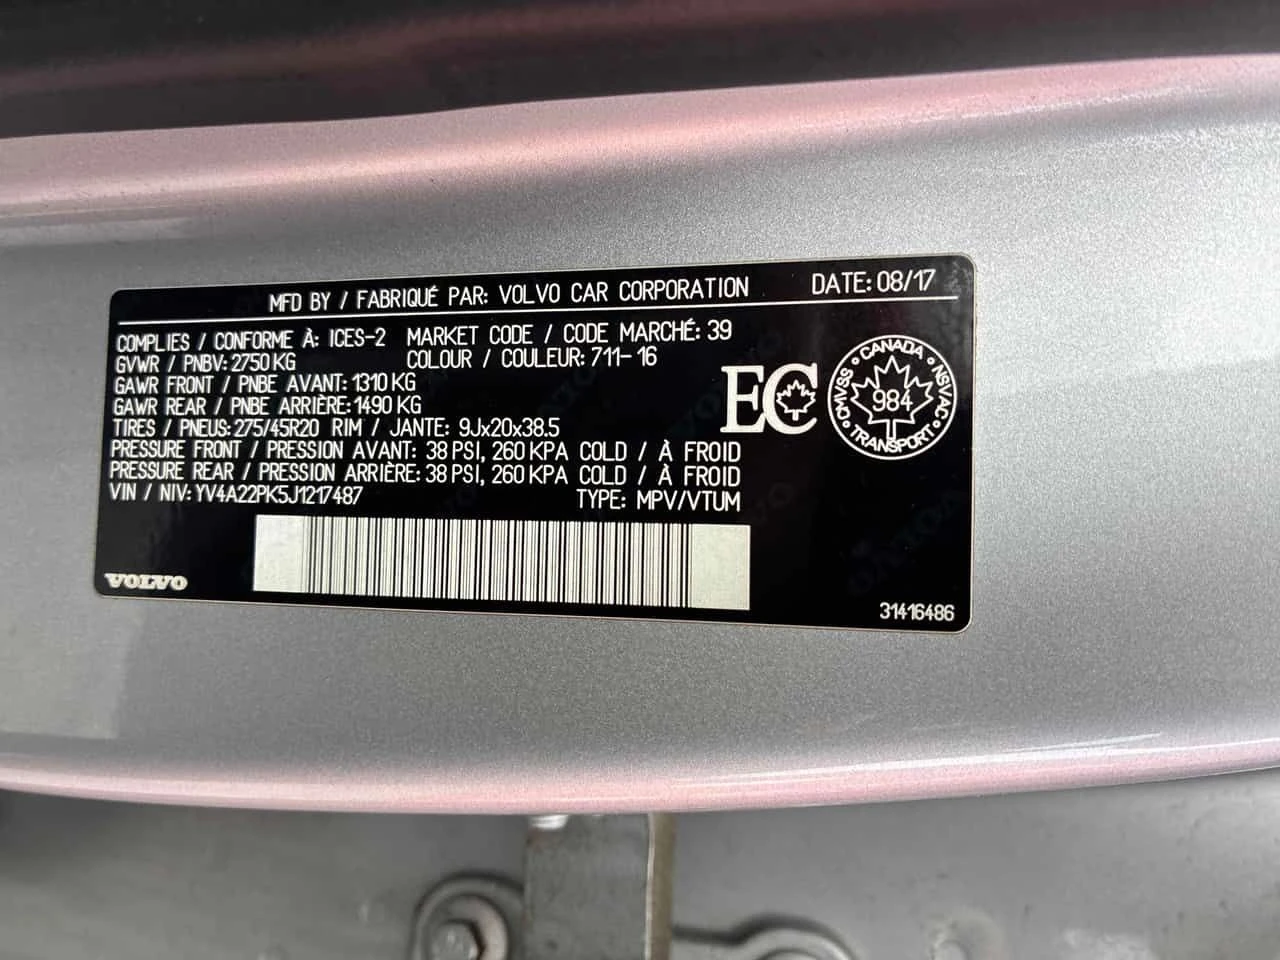 MFD BY / FABRIQUÉ PAR: VOLVO CAR CORPORATION DATE: 08/17
COMPLIES / CONFORME À: ICES-2 MARKET CODE / CODE MARCHÉ: 39
GVWR / PNBV: 2750 KG COLOUR / COULEUR: 711-16
GAWR FRONT / PNBE AVANT: 1310 KG
GAWR REAR / PNBE ARRIÈRE: 1490 KG
TIRES / PNEUS: 275/45R20 RIM / JANTE: 9Jx20x38.5
PRESSURE FRONT / PRESSION AVANT: 38 PSI, 260 KPA COLD / À FROID
PRESSURE REAR / PRESSION ARRIÈRE: 38 PSI, 260 KPA COLD / À FROID
VIN / NIV: YV4A22PK5J1217487 TYPE: MPV/VTUM
EC
CANADA
CMVSS 984 NSVAC
TRANSPORT
VOLVO
31416486